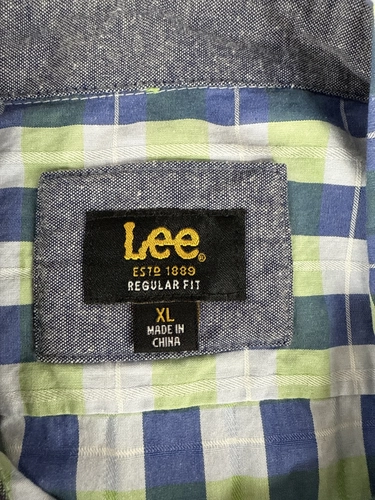 Lee®
ESTD 1889
REGULAR FIT
XL
MADE IN
CHINA